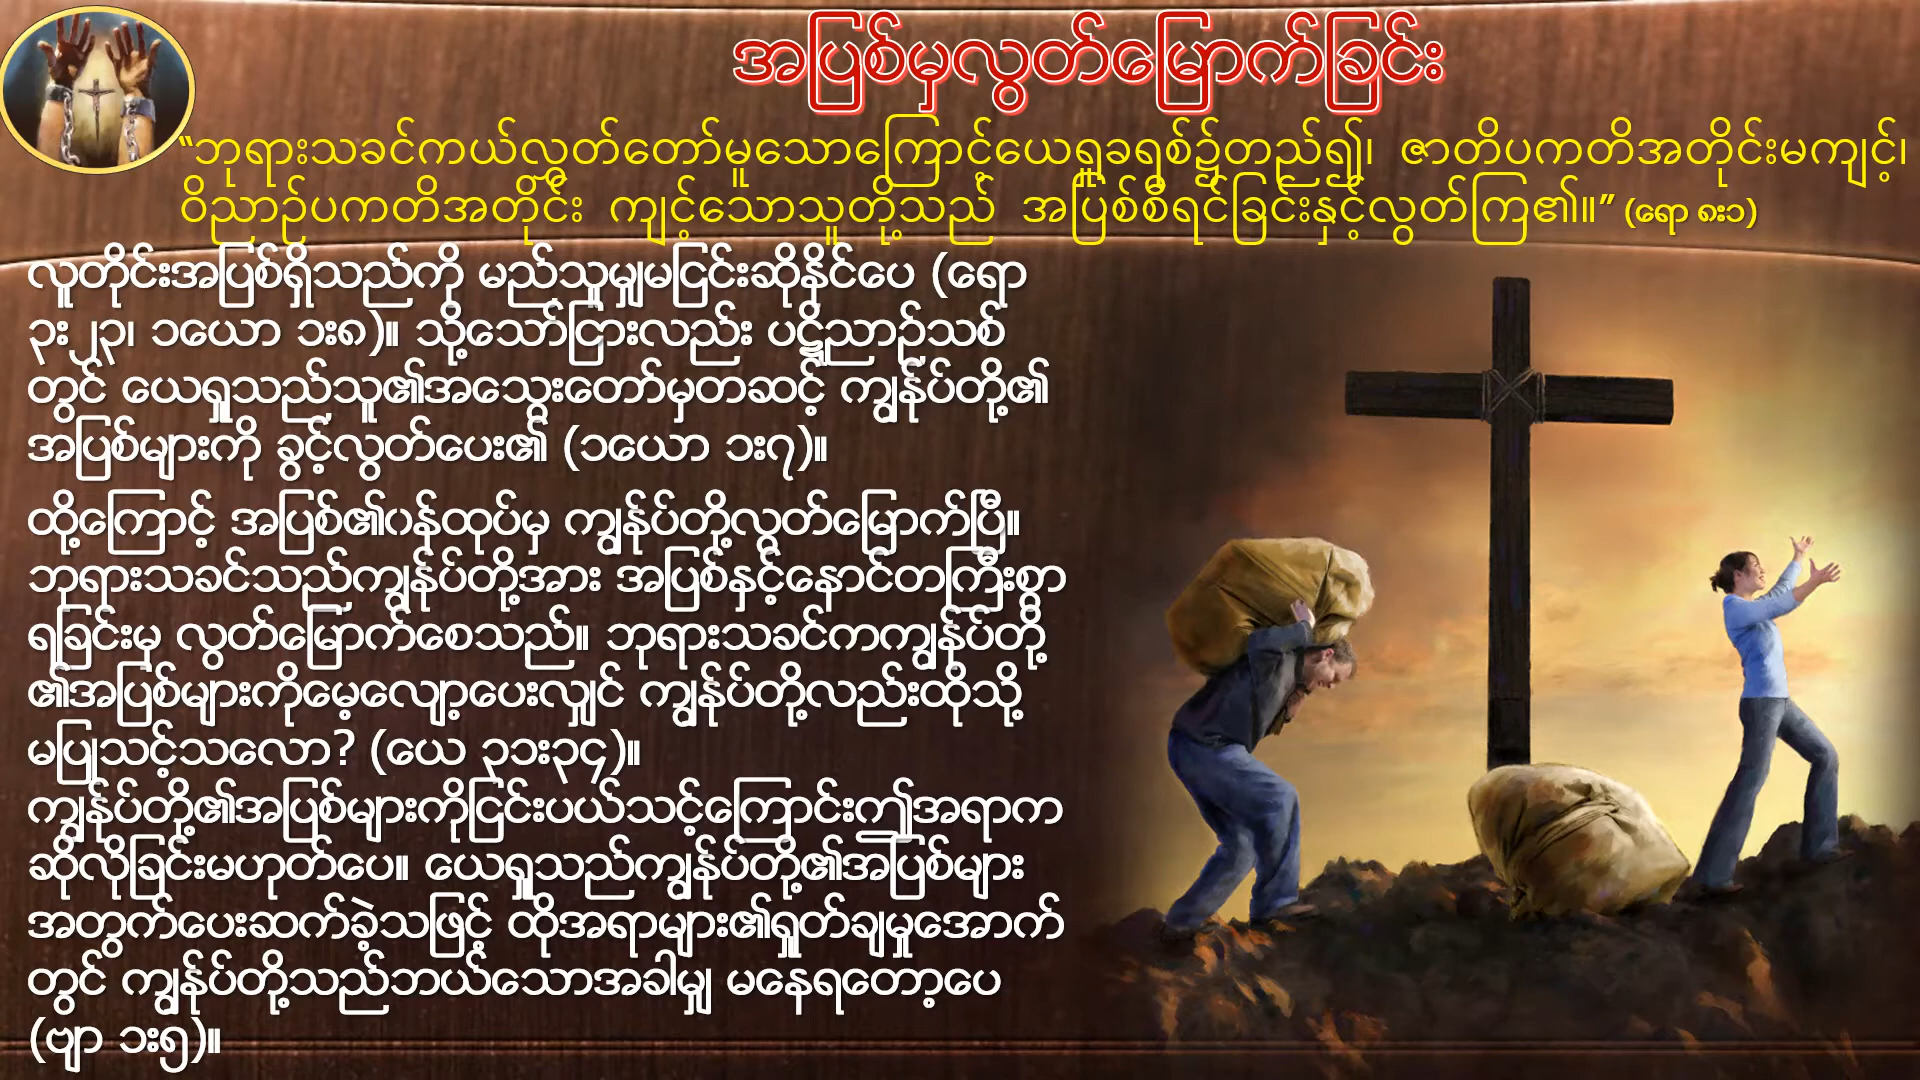 အပြစ်မှလွတ်မြောက်ခြင်း
“ဘုရားသခင်ကယ်လွှတ်တော်မူသောကြောင့်ယေရှုခရစ်၌တည်၍၊ ဇာတိပကတိအတိုင်းမကျင့်၊
ဝိညာဉ်ပကတိအတိုင်း ကျင့်သောသူတို့သည် အပြစ်စီရင်ခြင်းနှင့်လွတ်ကြ၏။” (ရော ၈း၁)
လူတိုင်းအပြစ်ရှိသည်ကို မည်သူမျှမငြင်းဆိုနိုင်ပေ (ရော
၃း၂၃၊ ၁ယော ၁း၈)။ သို့သော်ငြားလည်း ပဋိညာဉ်သစ်
တွင် ယေရှုသည်သူ၏အသွေးတော်မှတဆင့် ကျွန်ုပ်တို့၏
အပြစ်များကို ခွင့်လွှတ်ပေး၏ (၁ယော ၁း၇)။
ထို့ကြောင့် အပြစ်၏ဝန်ထုပ်မှ ကျွန်ုပ်တို့လွတ်မြောက်ပြီ။
ဘုရားသခင်သည်ကျွန်ုပ်တို့အား အပြစ်နှင့်နောင်တကြီးစွာ
ရခြင်းမှ လွတ်မြောက်စေသည်။ ဘုရားသခင်ကကျွန်ုပ်တို့
၏အပြစ်များကိုမေ့လျော့ပေးလျှင် ကျွန်ုပ်တို့လည်းထိုသို့
မပြုသင့်သလော? (ယေ ၃၁း၃၄)။
ကျွန်ုပ်တို့၏အပြစ်များကိုငြင်းပယ်သင့်ကြောင်းဤအရာက
ဆိုလိုခြင်းမဟုတ်ပေ။ ယေရှုသည်ကျွန်ုပ်တို့၏အပြစ်များ
အတွက်ပေးဆက်ခဲ့သဖြင့် ထိုအရာများ၏ရှုတ်ချမှုအောက်
တွင် ကျွန်ုပ်တို့သည်ဘယ်သောအခါမျှ မနေရတော့ပေ
(ဗျာ ၁း၅)။